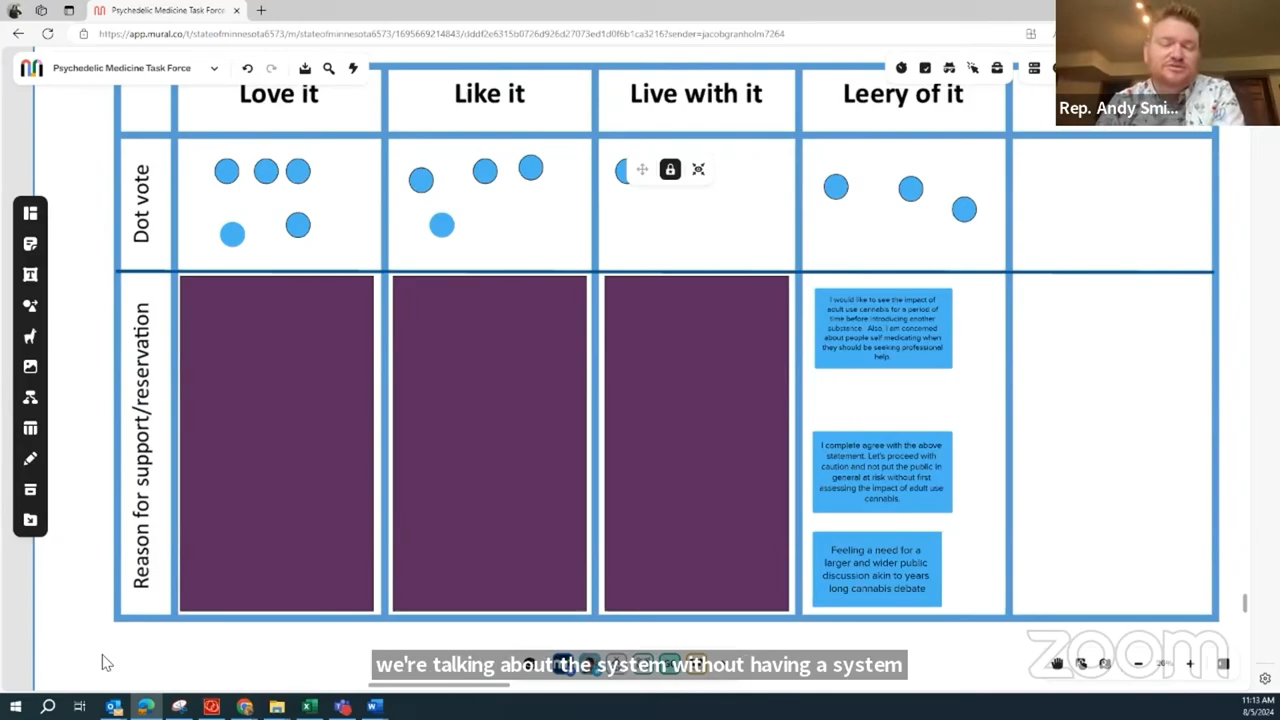 Psychedelic Medicine Task Force
https://app.mural.co/t/stateofminnesota6573/m/stateofminnesota6573/1695669214843/dddf2e6315b0726d926d27073ed1d0f6b1ca3216?sender=jacobgranholm7264
Psychedelic Medicine Task Force
Rep. Andy Smi...
Love it
Like it
Live with it
Leery of it
Dot vote
Reason for support/reservation
I would like to see the impact of
adult use cannabis for a period of
time before introducing another
substance. Also, I am concerned
about people self medicating when
they should be seeking professional
help.
I complete agree with the above
statement. Let's proceed with
caution and not put the public in
general at risk without first
assessing the impact of adult use
cannabis.
Feeling a need for a
larger and wider public
discussion akin to years
long cannabis debate
we're talking about the system without having a system
zoom
11:13 AM
8/5/2024